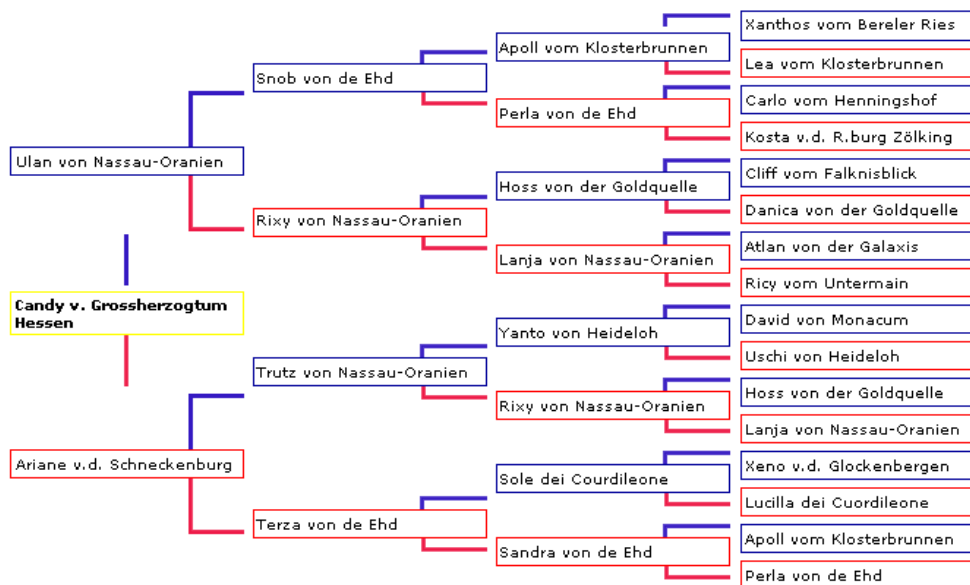 Xanthos vom Bereler Ries
Apoll vom Klosterbrunnen
Lea vom Klosterbrunnen
Snob von de Ehd
Carlo vom Henningshof
Perla von de Ehd
Kosta v.d. R.burg Zölking
Ulan von Nassau-Oranien
Cliff vom Falknisblick
Hoss von der Goldquelle
Danica von der Goldquelle
Rixy von Nassau-Oranien
Atlan von der Galaxis
Lanja von Nassau-Oranien
Ricy vom Untermain
Candy v. Grossherzogtum
Hessen
David von Monacum
Yanto von Heideloh
Uschi von Heideloh
Trutz von Nassau-Oranien
Hoss von der Goldquelle
Rixy von Nassau-Oranien
Lanja von Nassau-Oranien
Ariane v.d. Schneckenburg
Xeno v.d. Glockenbergen
Sole dei Courdileone
Lucilla dei Cuordileone
Terza von de Ehd
Apoll vom Klosterbrunnen
Sandra von de Ehd
Perla von de Ehd